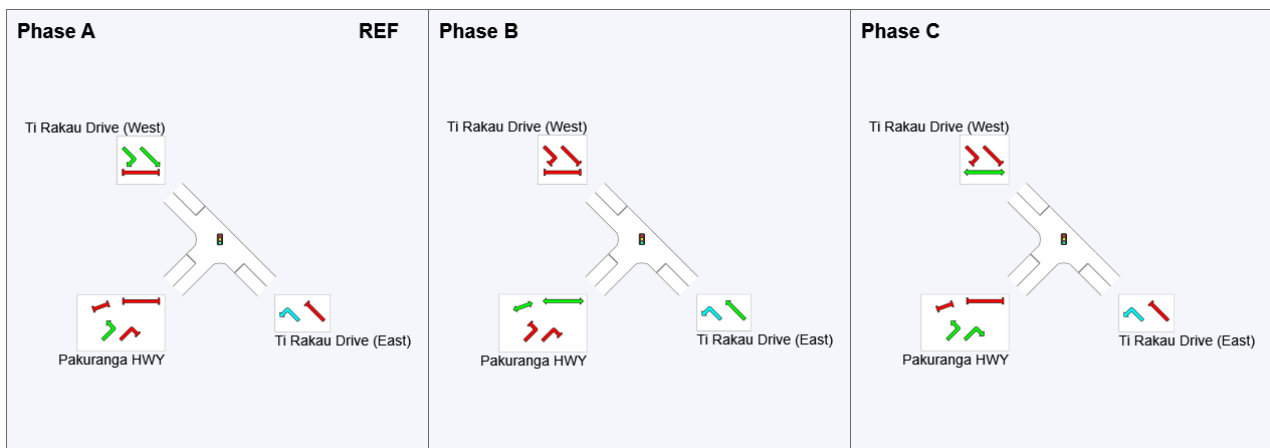 Phase A
REF
Ti Rakau Drive (West)
Pakuranga HWY
Ti Rakau Drive (East)
Phase B
Ti Rakau Drive (West)
Pakuranga HWY
Ti Rakau Drive (East)
Phase C
Ti Rakau Drive (West)
Pakuranga HWY
Ti Rakau Drive (East)